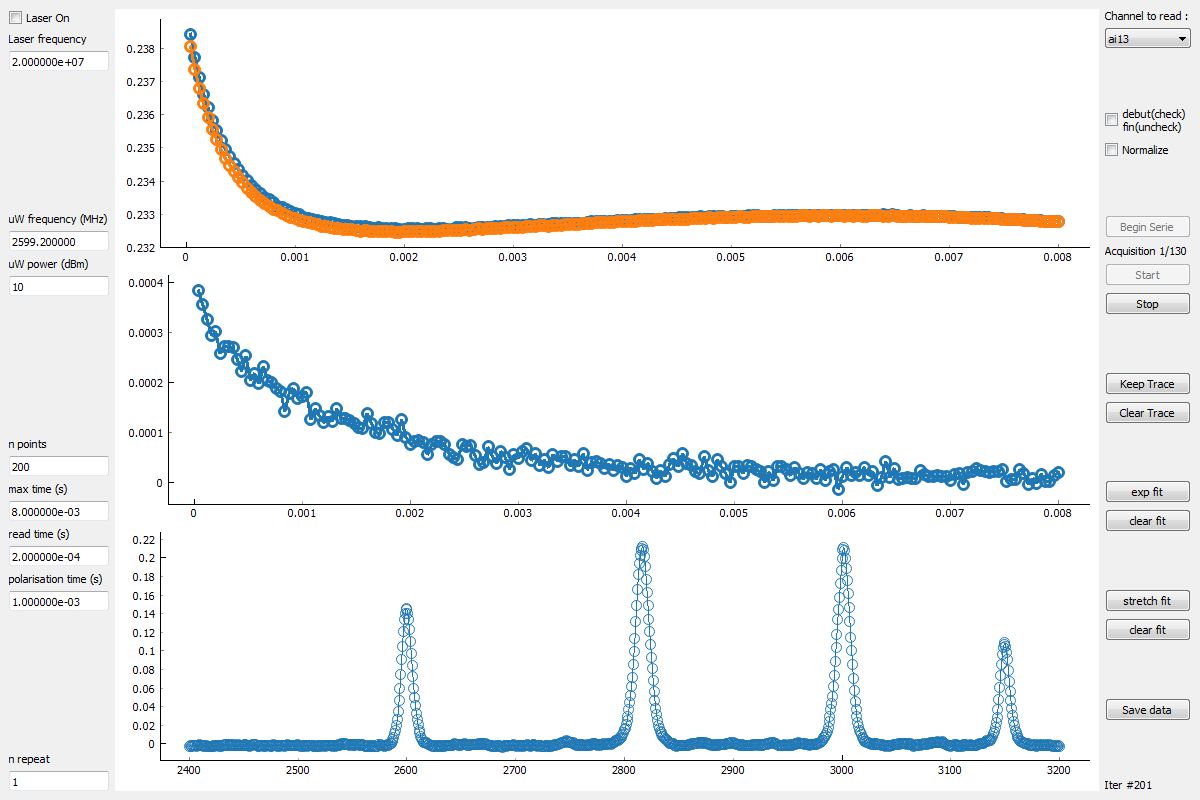 Laser On
Laser frequency
2.000000e+07
uW frequency (MHz)
2599.200000
uW power (dBm)
10
n points
200
max time (s)
8.000000e-03
read time (s)
2.000000e-04
polarisation time (s)
1.000000e-03
n repeat
1
0.238
0.237
0.236
0.235
0.234
0.233
0.232
0 0.001 0.002 0.003 0.004 0.005 0.006 0.007 0.008
0.0004
0.0003
0.0002
0.0001
0
0 0.001 0.002 0.003 0.004 0.005 0.006 0.007 0.008
0.22
0.2
0.18
0.16
0.14
0.12
0.1
0.08
0.06
0.04
0.02
0
2400 2500 2600 2700 2800 2900 3000 3100 3200
Channel to read :
ai13
debut(check)
fin(uncheck)
Normalize
Begin Serie
Acquisition 1/130
Start
Stop
Keep Trace
Clear Trace
exp fit
clear fit
stretch fit
clear fit
Save data
Iter #201